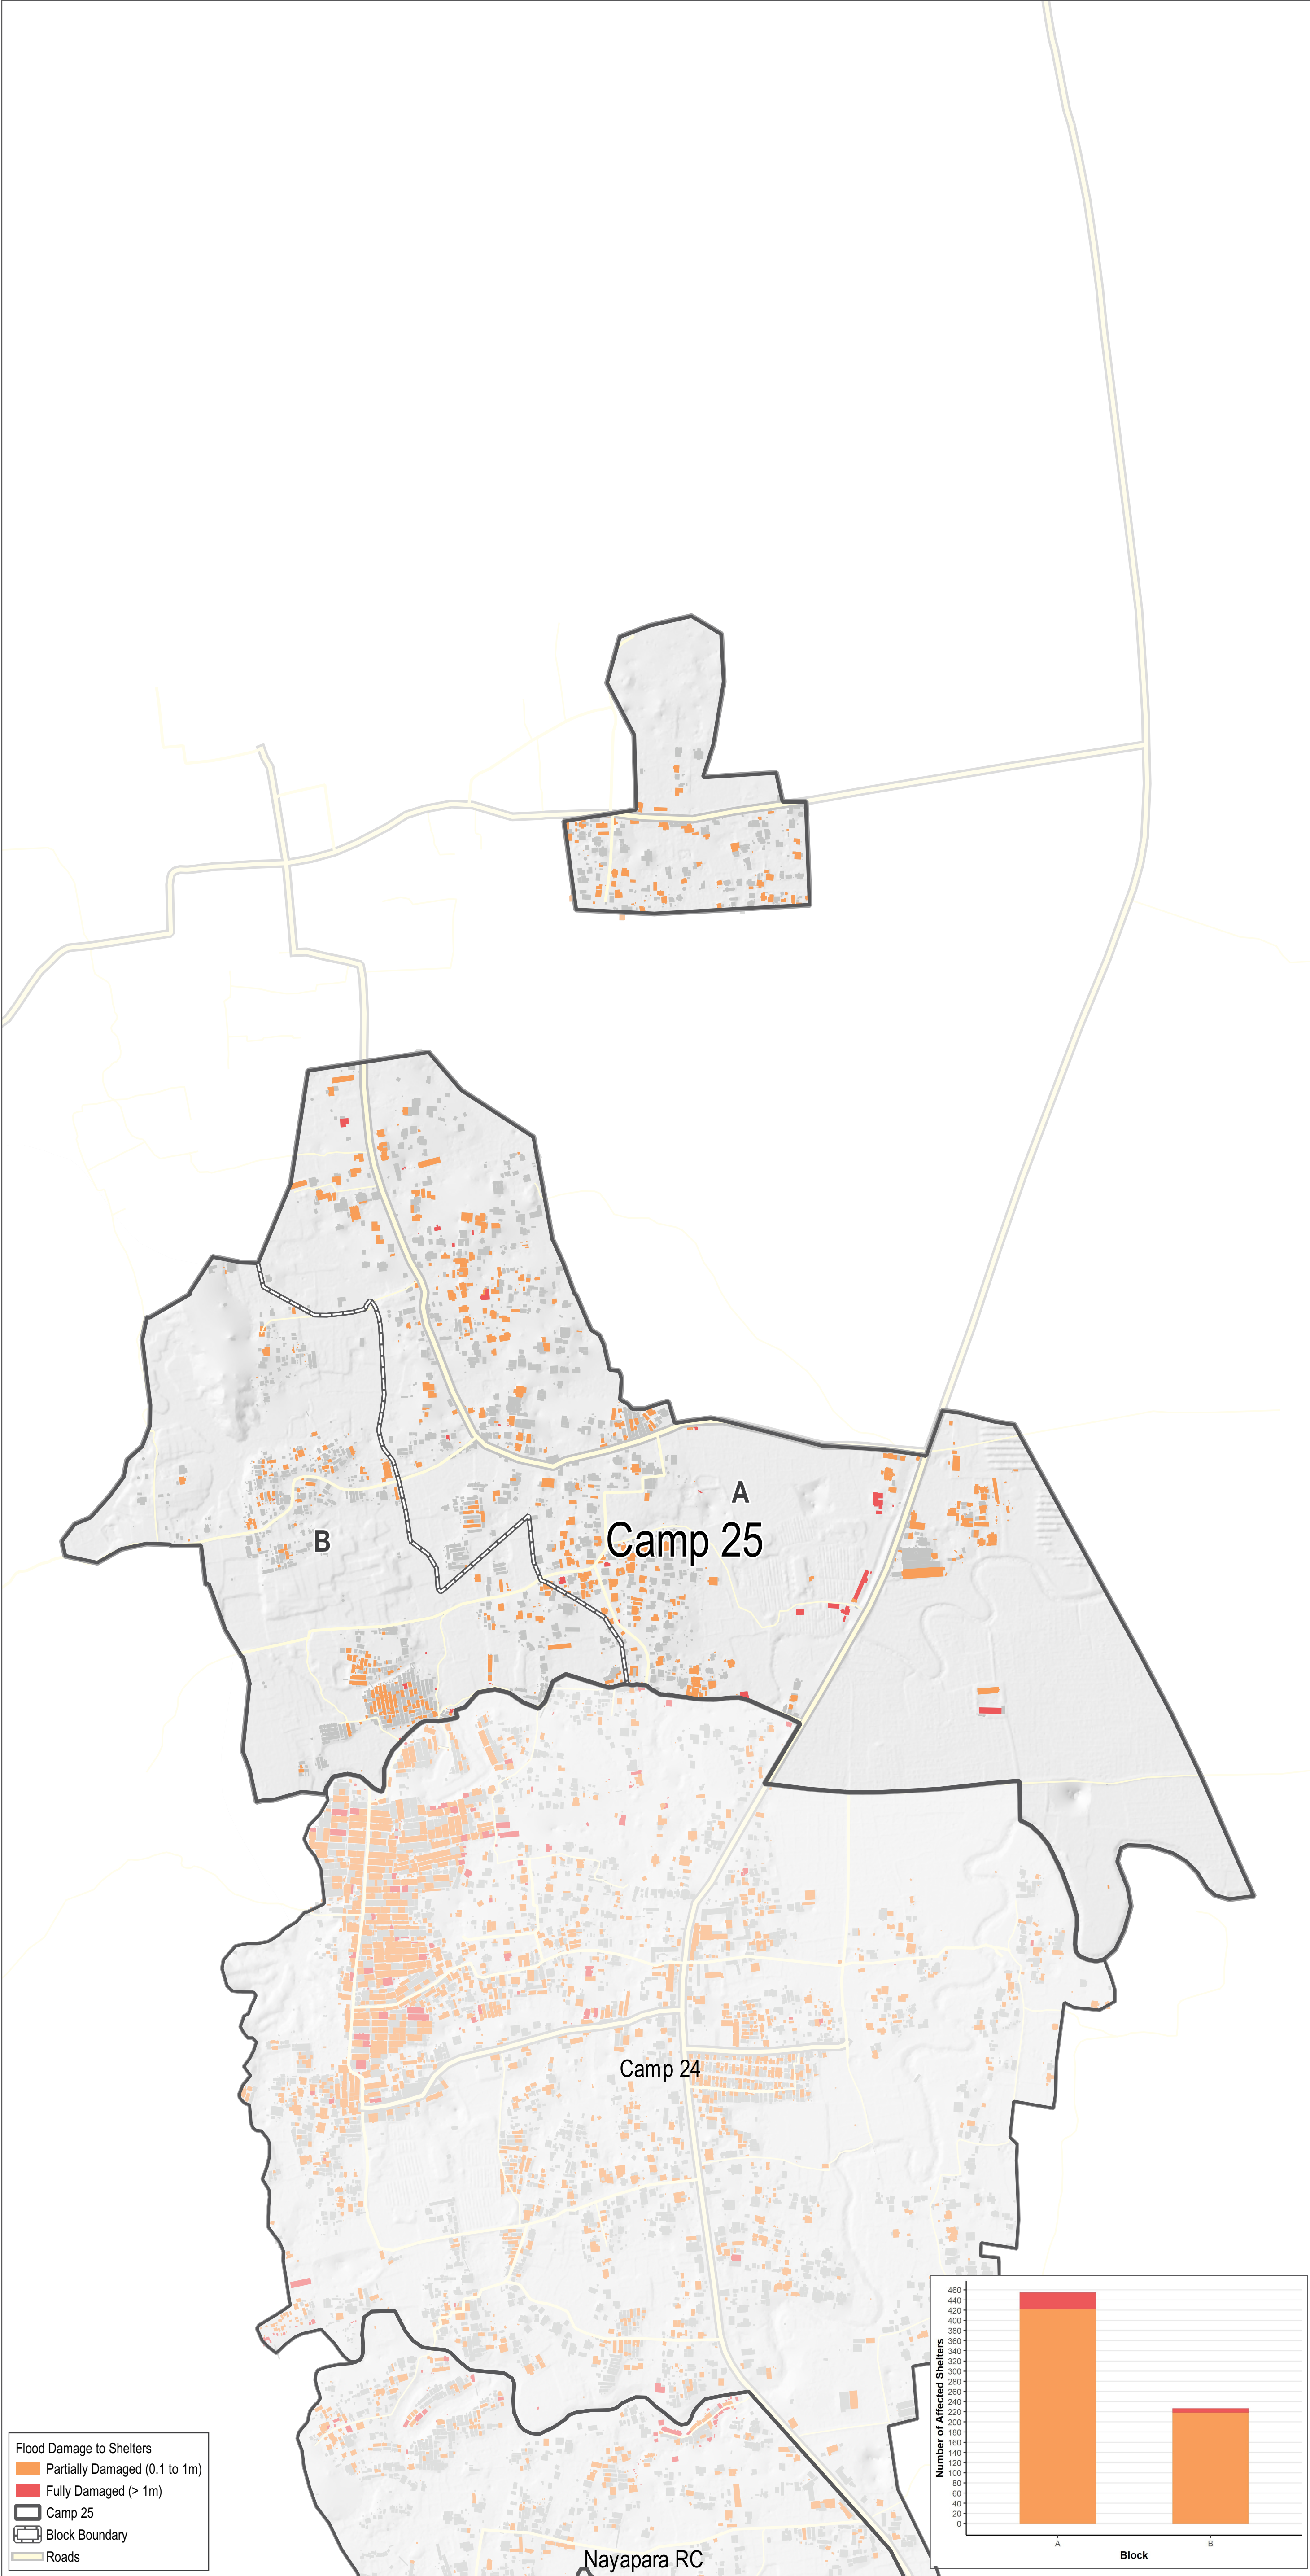 A
Camp 25
B
Camp 24
Nayapara RC
Flood Damage to Shelters
Partially Damaged (0.1 to 1m)
Fully Damaged (> 1m)
Camp 25
Block Boundary
Roads
Number of Affected Shelters
460
440
420
400
380
360
340
320
300
280
260
240
220
200
180
160
140
120
100
80
60
40
20
0
A
B
Block